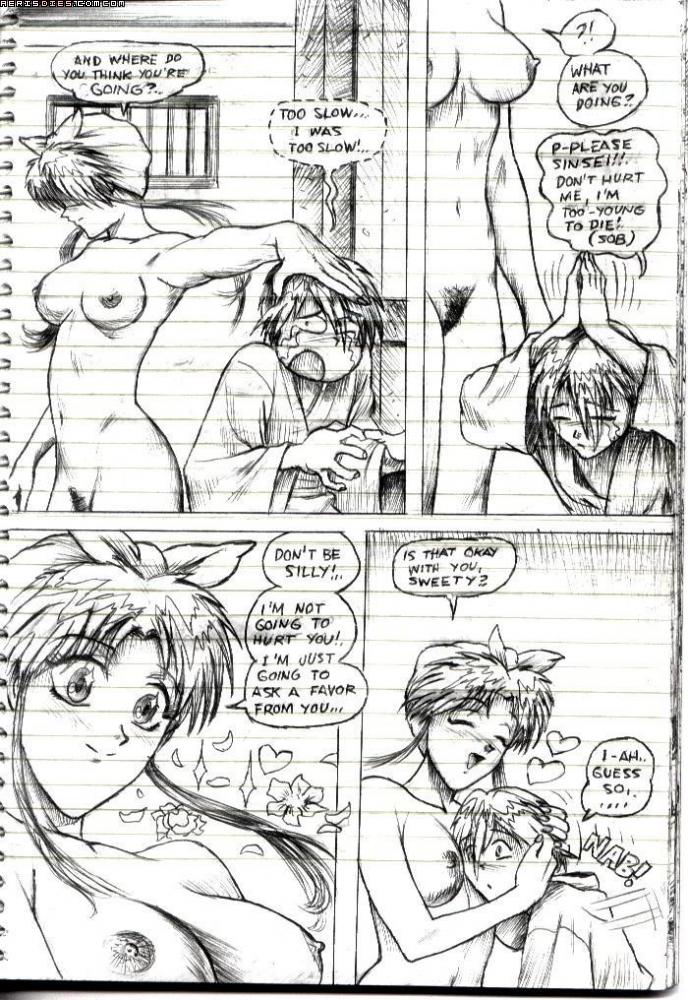 AERISDIES.COM.COM
AND WHERE DO
YOU THINK YOU'RE
GOING?..
TOO SLOW...
I WAS
TOO SLOW!..
?!
WHAT
ARE YOU
DOING?.
P-PLEASE
SINSEI!!!
DON'T HURT
ME, I'M
TOO-YOUNG
TO DIE!
(SOB)
DON'T BE
SILLY!..
I'M NOT
GOING TO
HURT YOU!.
I'M JUST
GOING TO
ASK A FAVOR
FROM YOU...
IS THAT OKAY
WITH YOU,
SWEETY?
I-AH..
GUESS
SO,.
....
NAB!